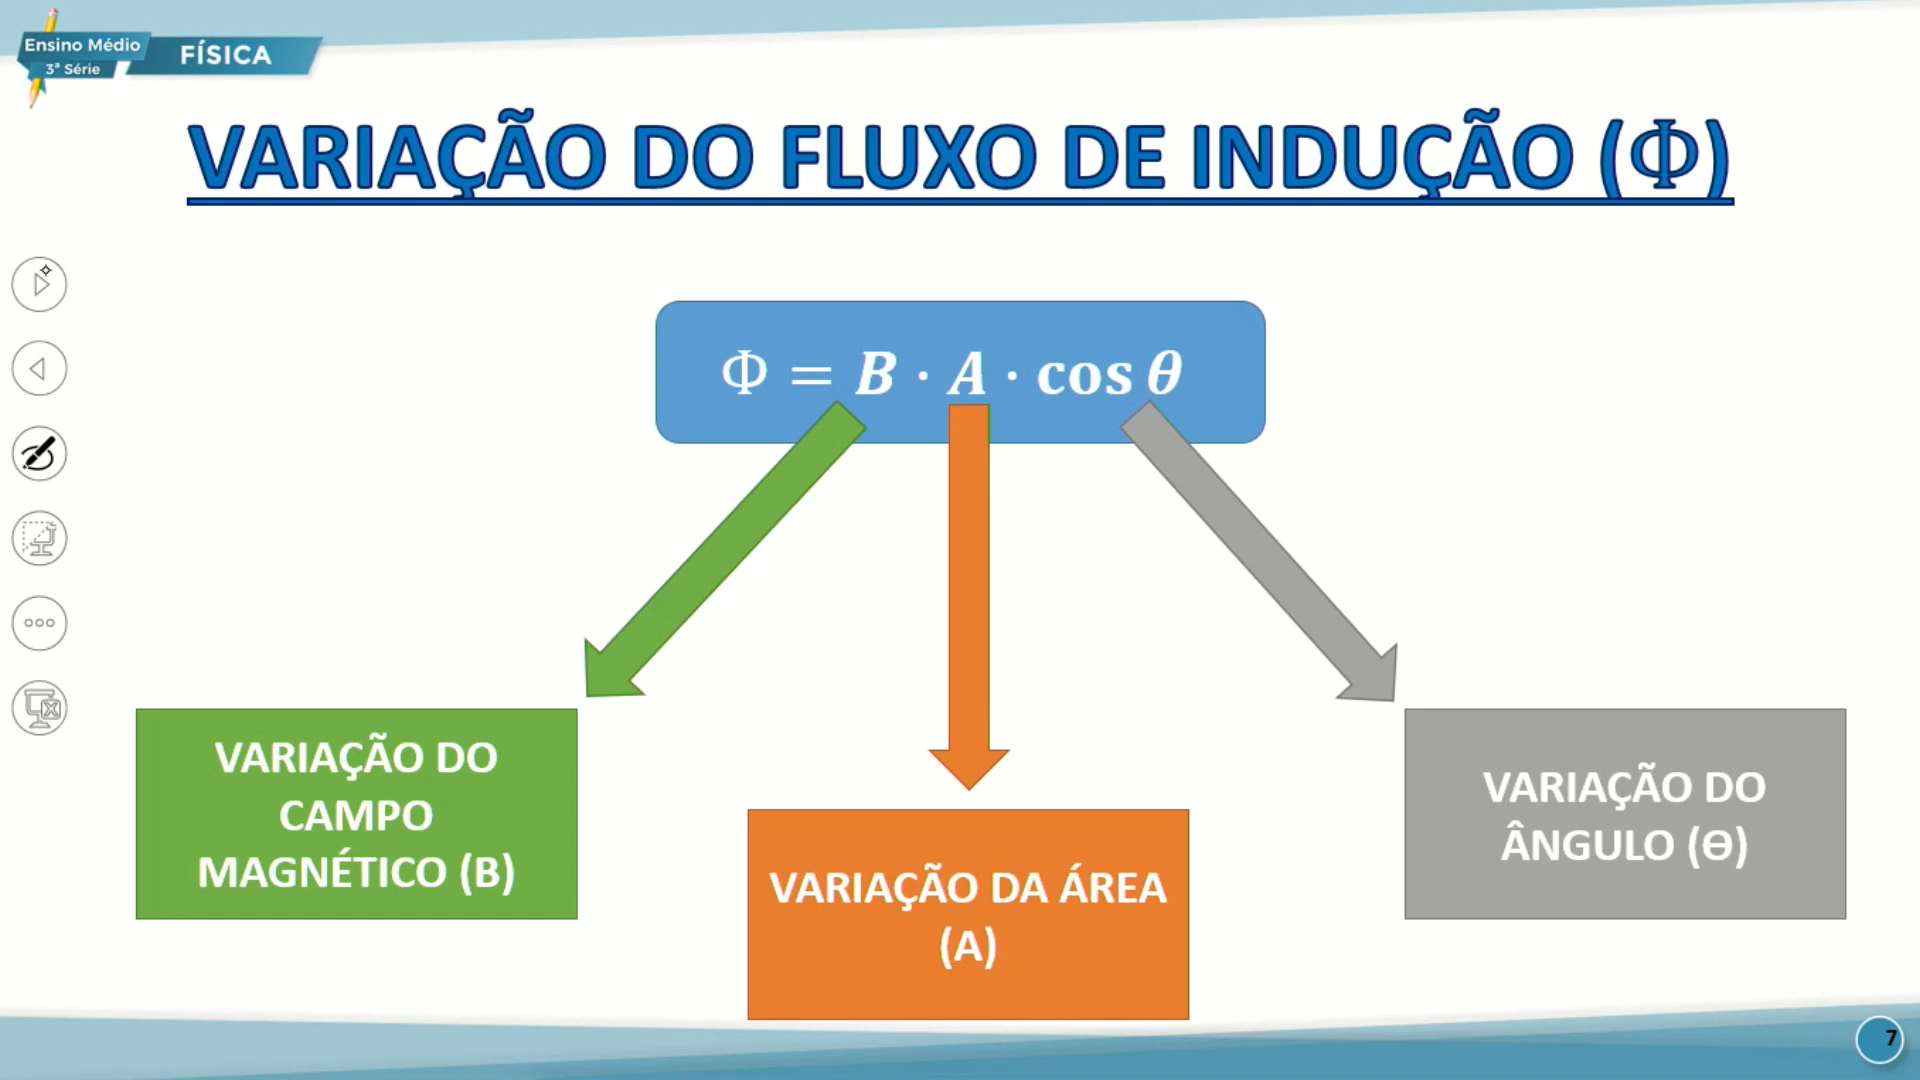 Ensino Médio
3ª Série
FÍSICA
VARIAÇÃO DO FLUXO DE INDUÇÃO (Φ)
Φ = B · A · cos θ
VARIAÇÃO DO
CAMPO
MAGNÉTICO (B)
VARIAÇÃO DA ÁREA
(A)
VARIAÇÃO DO
ÂNGULO (Ө)
7